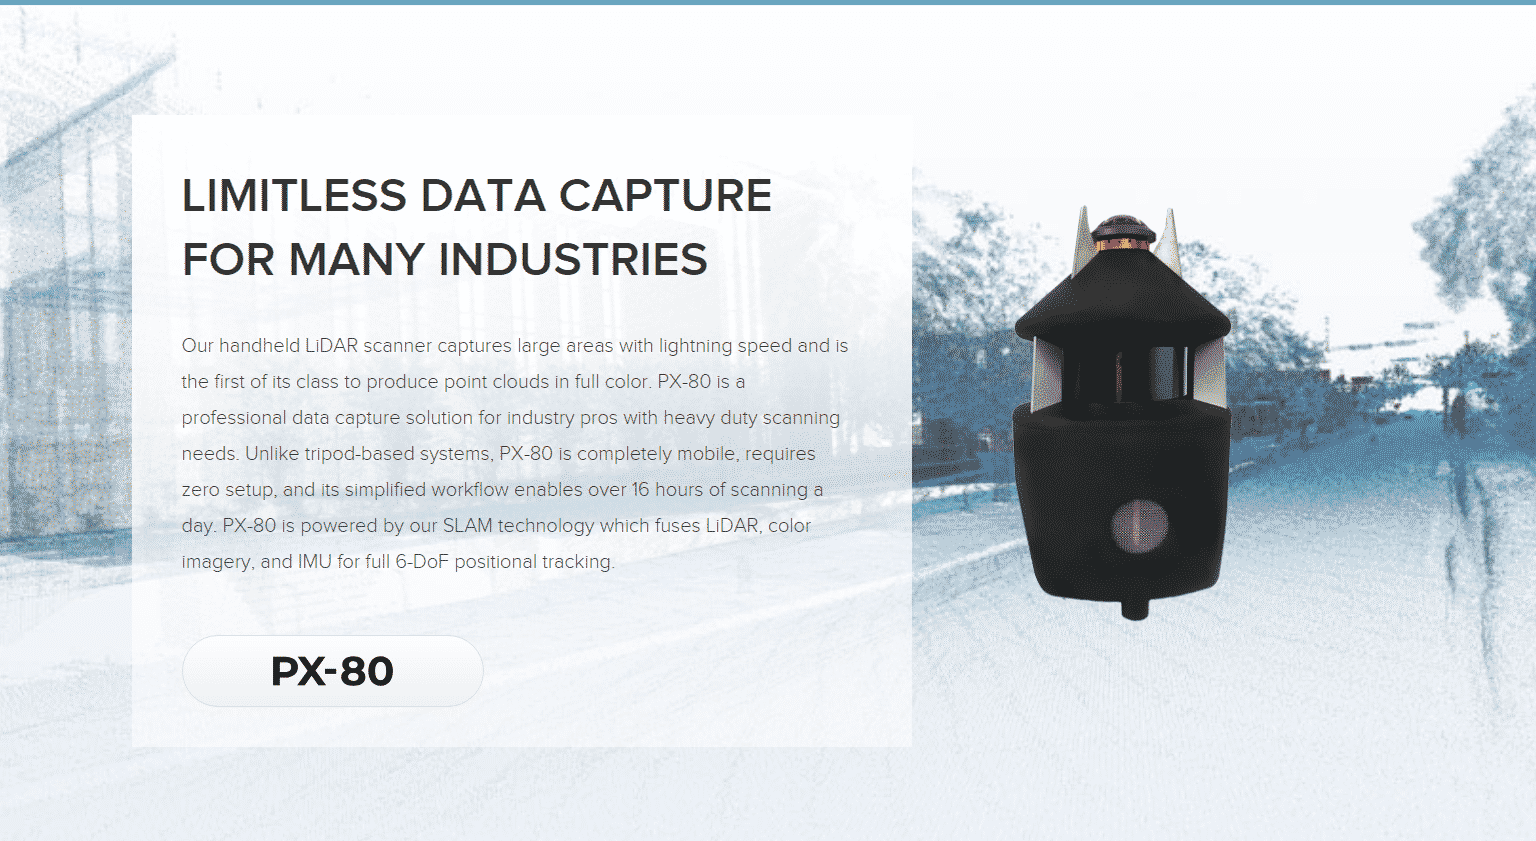 LIMITLESS DATA CAPTURE
FOR MANY INDUSTRIES
Our handheld LiDAR scanner captures large areas with lightning speed and is
the first of its class to produce point clouds in full color. PX-80 is a
professional data capture solution for industry pros with heavy duty scanning
needs. Unlike tripod-based systems, PX-80 is completely mobile, requires
zero setup, and its simplified workflow enables over 16 hours of scanning a
day. PX-80 is powered by our SLAM technology which fuses LiDAR, color
imagery, and IMU for full 6-DoF positional tracking.
PX-80